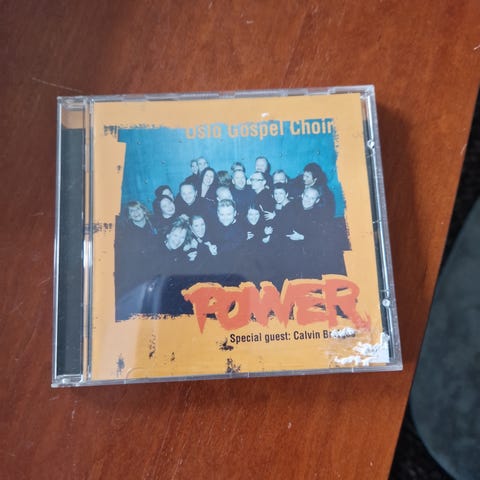 Oslo Gospel Choir
POWER
Special guest: Calvin